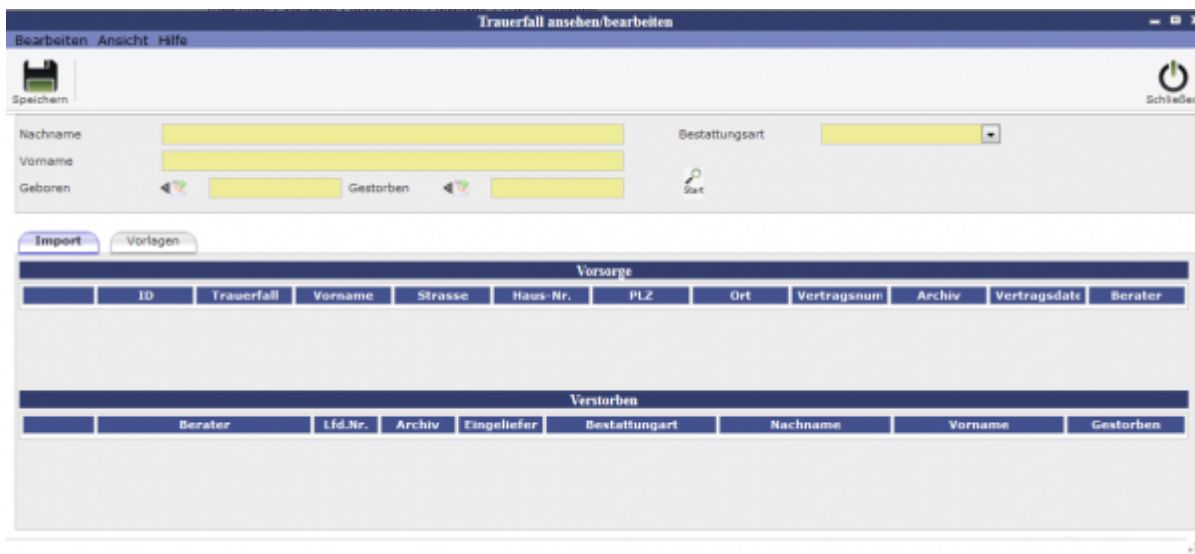 Trauerfall ansehen/bearbeiten
Bearbeiten Ansicht Hilfe
Speichern
Schließen
Nachname
Bestattungsart
Vorname
Geboren Gestorben
Start
Import Vorlagen
Vorsorge
ID Trauerfall Vorname Strasse Haus-Nr. PLZ Ort Vertragsnum Archiv Vertragsdate Berater
Verstorben
Berater Lfd.Nr. Archiv Eingeliefer Bestattungart Nachname Vorname Gestorben